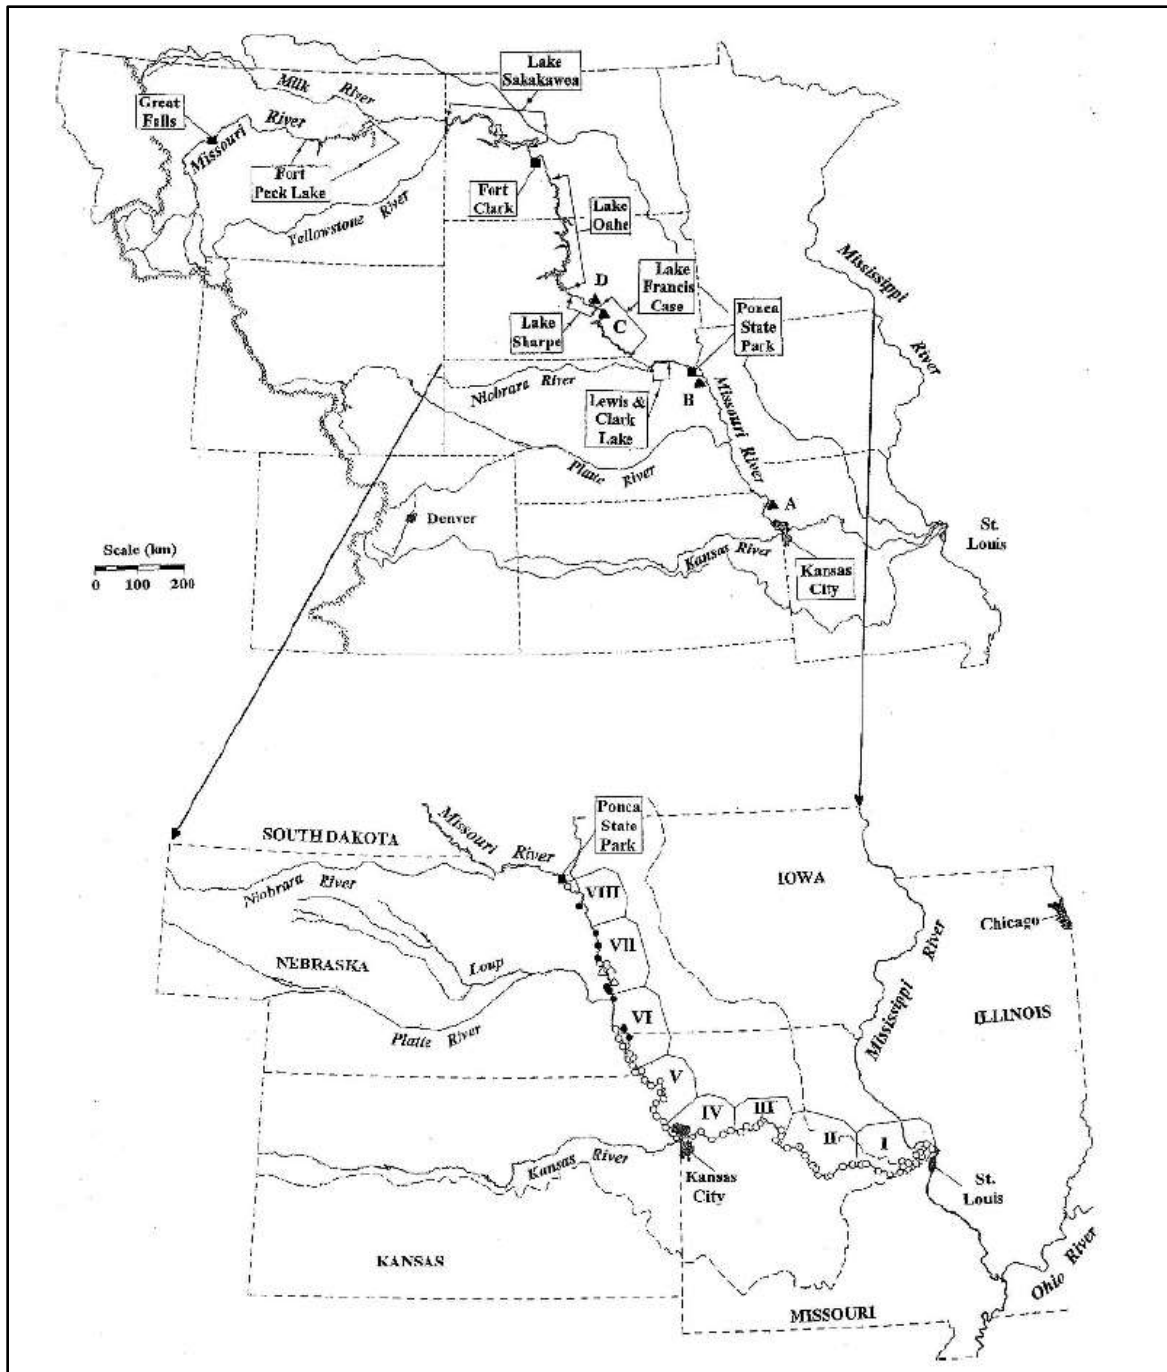 Lake
Sakakawea
Milk River
Great
Falls
Missouri River
Fort
Peck Lake
Fort
Clark
Yellowstone River
Lake
Oahe
Mississippi River
D
Lake
Francis
Case
C
Lake
Sharpe
Ponca
State
Park
Niobrara River
B
Lewis &
Clark
Lake
Missouri River
Platte River
A
Denver
St.
Louis
Kansas River
Kansas
City
Scale (km)
0 100 200
Ponca
State
Park
SOUTH DAKOTA
Missouri River
Niobrara River
VIII
IOWA
Chicago
VII
NEBRASKA
Loup
Mississippi River
ILLINOIS
VI
Platte River
V
IV
III
II
I
Kansas River
Kansas
City
St.
Louis
KANSAS
Ohio River
MISSOURI